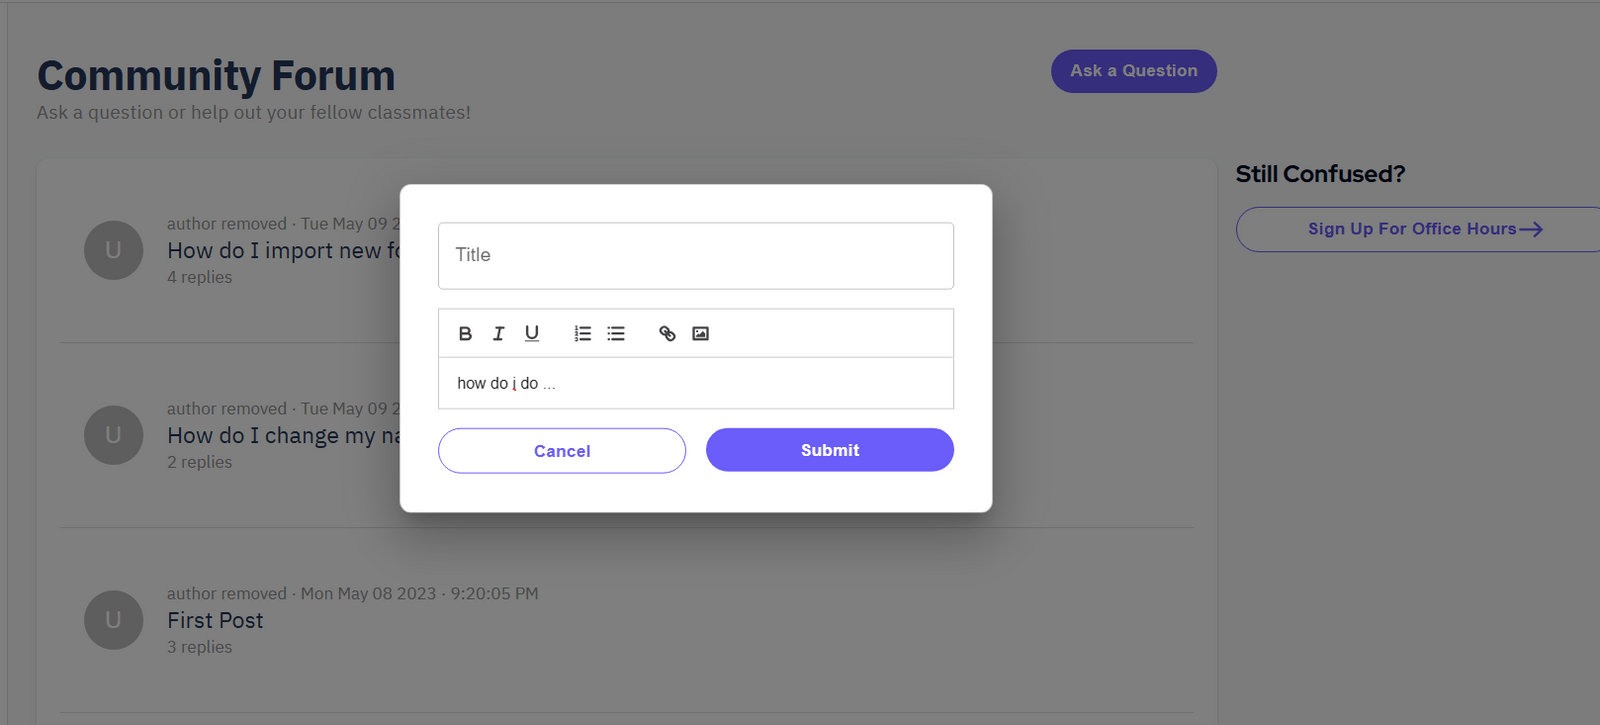 Community Forum
Ask a question or help out your fellow classmates!
Ask a Question
Still Confused?
Sign Up For Office Hours
U
author removed · Tue May 09 2
How do I import new fo
4 replies
U
author removed · Tue May 09 2
How do I change my na
2 replies
U
author removed · Mon May 08 2023 · 9:20:05 PM
First Post
3 replies
Title
B I U
how do i do ...
Cancel
Submit